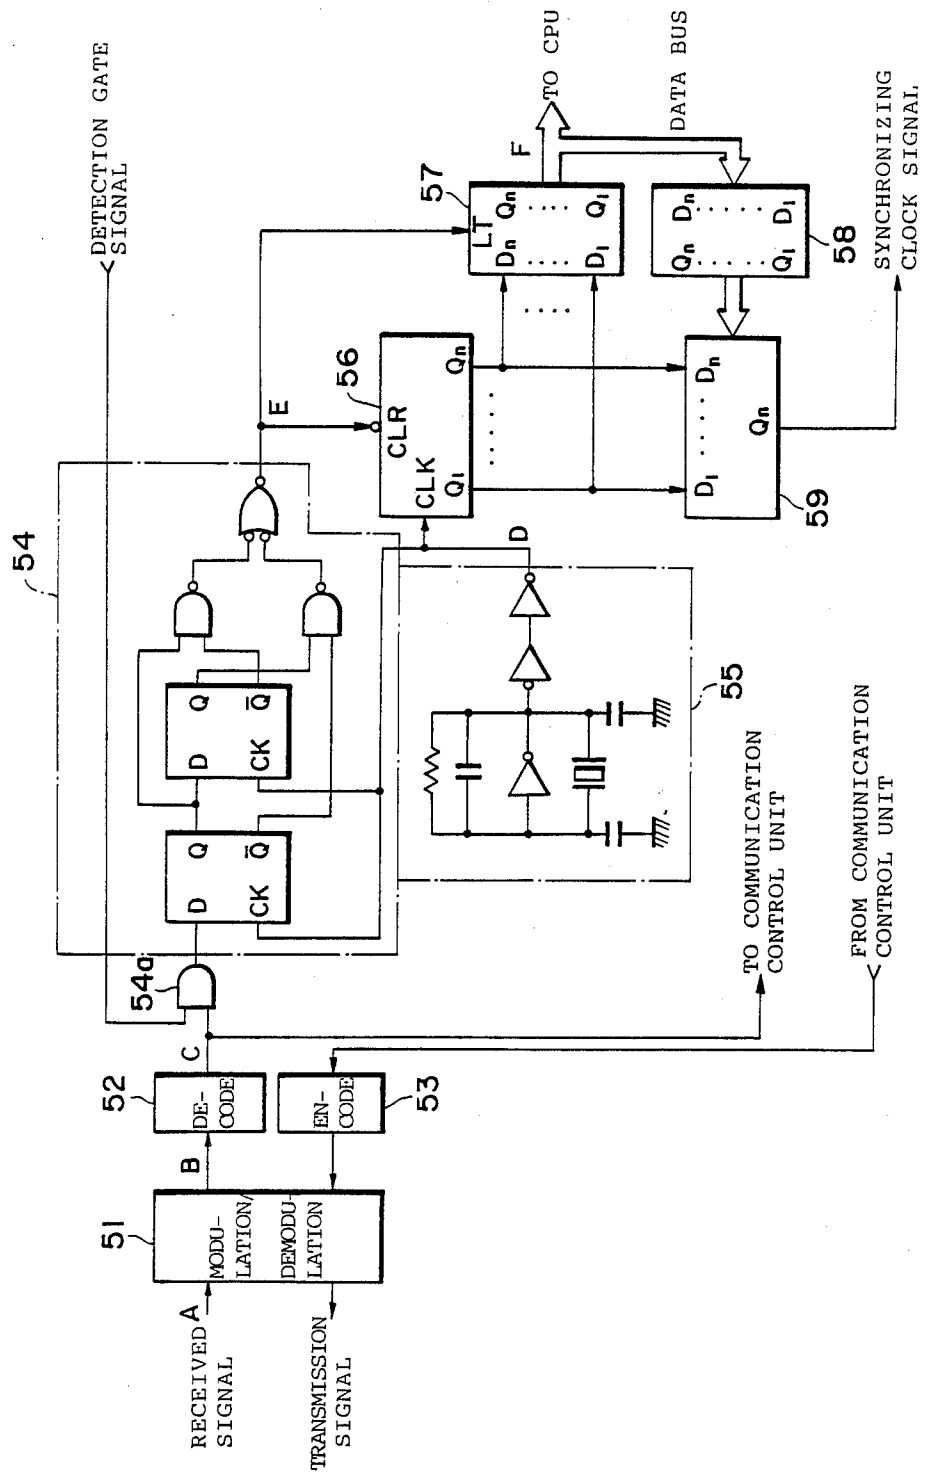 RECEIVED
SIGNAL
A
TRANSMISSION
SIGNAL
51
MODU-
LATION/
DEMODU-
LATION
B
52
DE-
CODE
C
EN-
CODE
53
54a
DETECTION GATE
SIGNAL
54
D
Q
CK
Q̅
D
Q
CK
Q̅
55
D
E
56
CLR
CLK
Q1
Qn
.....
....
57
LT
Dn
Qn
.....
.....
D1
Q1
F
TO CPU
DATA BUS
58
Qn
Dn
......
......
Q1
D1
59
D1
.....
Dn
Qn
SYNCHRONIZING
CLOCK SIGNAL
TO COMMUNICATION
CONTROL UNIT
FROM COMMUNICATION
CONTROL UNIT